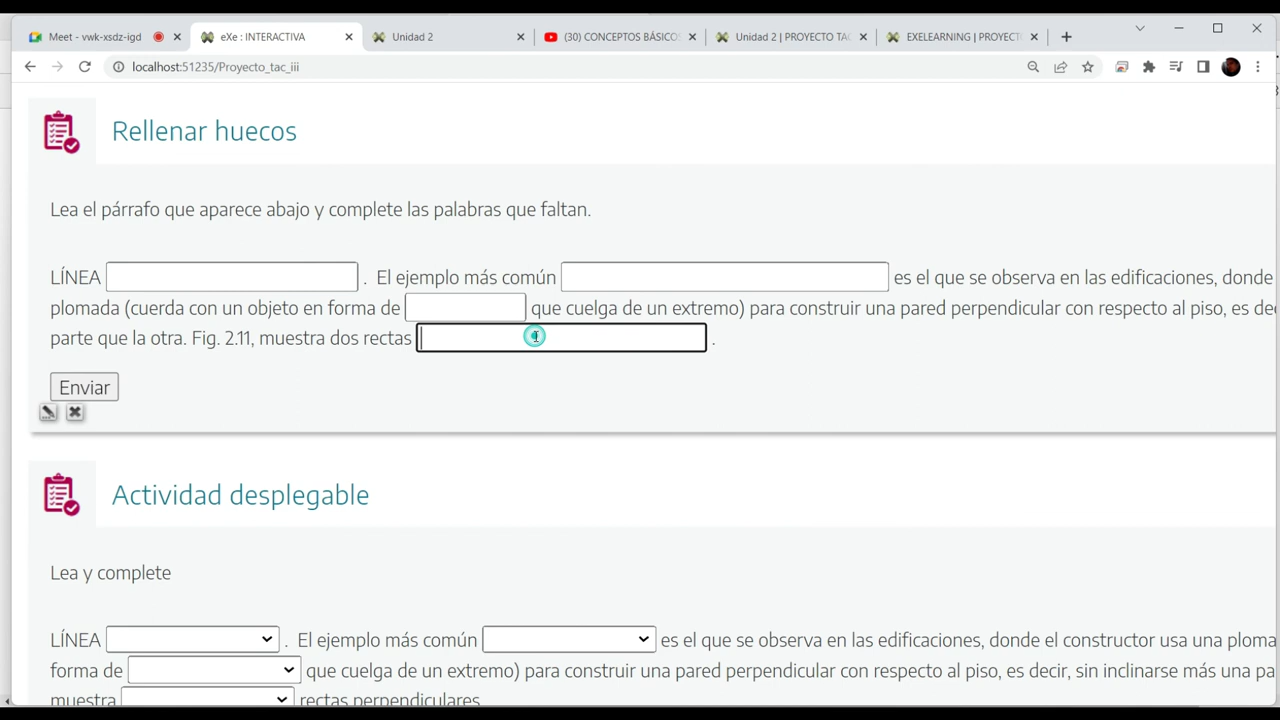 Meet - vwk-xsdz-igd
eXe : INTERACTIVA
Unidad 2
(30) CONCEPTOS BÁSICOS
Unidad 2 | PROYECTO TAC
EXELEARNING | PROYECT
localhost:51235/Proyecto_tac_iii
Rellenar huecos
Lea el párrafo que aparece abajo y complete las palabras que faltan.
LÍNEA . El ejemplo más común es el que se observa en las edificaciones, donde
plomada (cuerda con un objeto en forma de que cuelga de un extremo) para construir una pared perpendicular con respecto al piso, es dec
parte que la otra. Fig. 2.11, muestra dos rectas .
Enviar
Actividad desplegable
Lea y complete
LÍNEA . El ejemplo más común es el que se observa en las edificaciones, donde el constructor usa una ploma
forma de que cuelga de un extremo) para construir una pared perpendicular con respecto al piso, es decir, sin inclinarse más una pa
muestra rectas perpendiculares